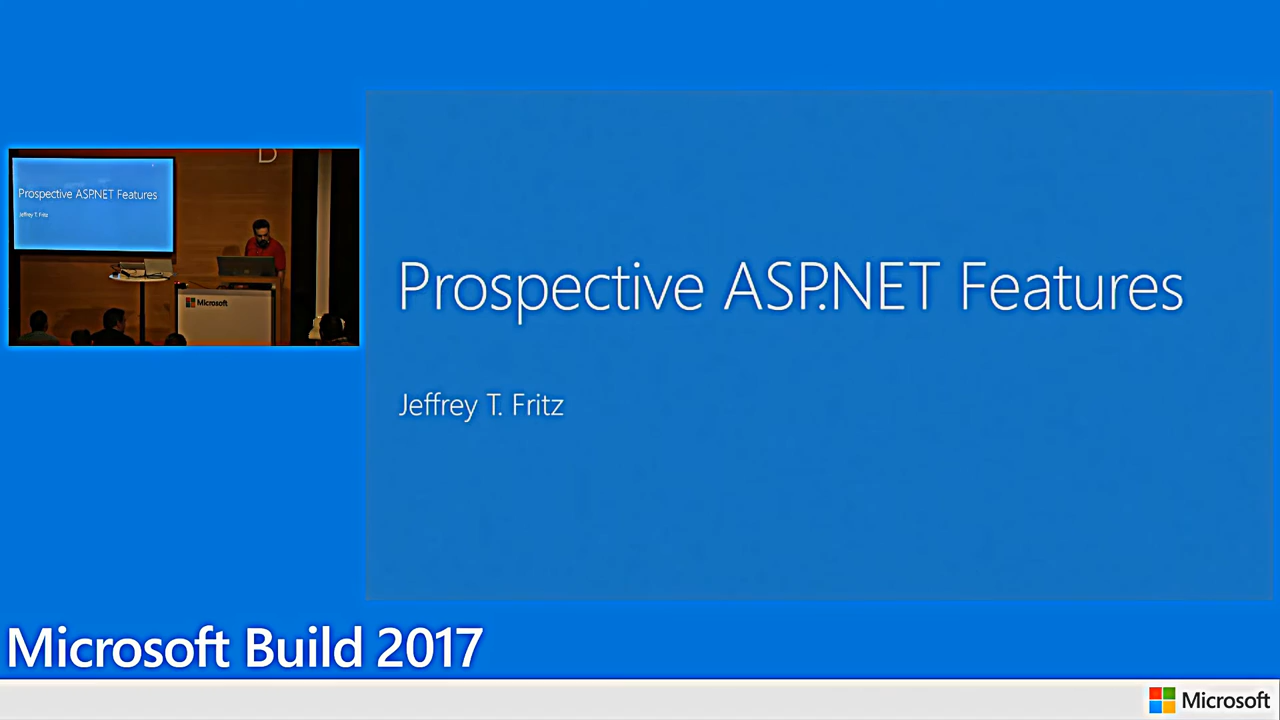 Prospective ASP.NET Features
Jeffrey T. Fritz
Microsoft
Prospective ASP.NET Features
Jeffrey T. Fritz
Microsoft Build 2017
Microsoft